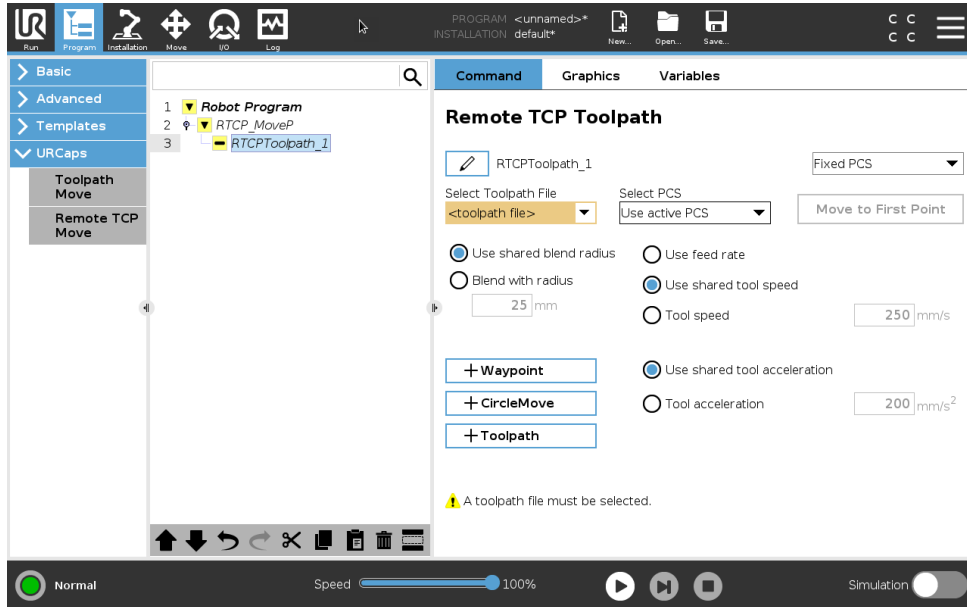 UR
PROGRAM <unnamed>*
INSTALLATION default*
Run Program Installation Move I/O Log New... Open... Save...
C C
C C
Basic
Advanced
Templates
URCaps
Toolpath
Move
Remote TCP
Move
1 Robot Program
2 RTCP_MoveP
3 RTCPToolpath_1
Command Graphics Variables
Remote TCP Toolpath
RTCPToolpath_1 Fixed PCS
Select Toolpath File Select PCS
<toolpath file> Use active PCS Move to First Point
Use shared blend radius Use feed rate
Blend with radius Use shared tool speed
25 mm Tool speed 250 mm/s
+ Waypoint Use shared tool acceleration
+ CircleMove Tool acceleration 200 mm/s²
+ Toolpath
A toolpath file must be selected.
Normal Speed 100% Simulation